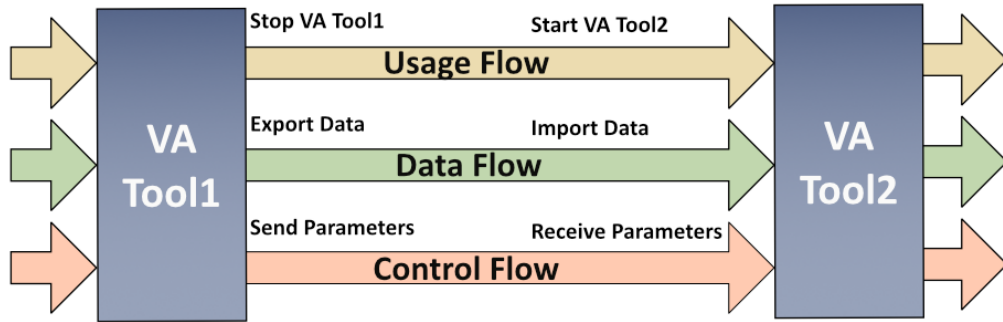 Stop VA Tool1
Start VA Tool2
Usage Flow
Export Data
Import Data
VA
Tool1
Data Flow
VA
Tool2
Send Parameters
Receive Parameters
Control Flow